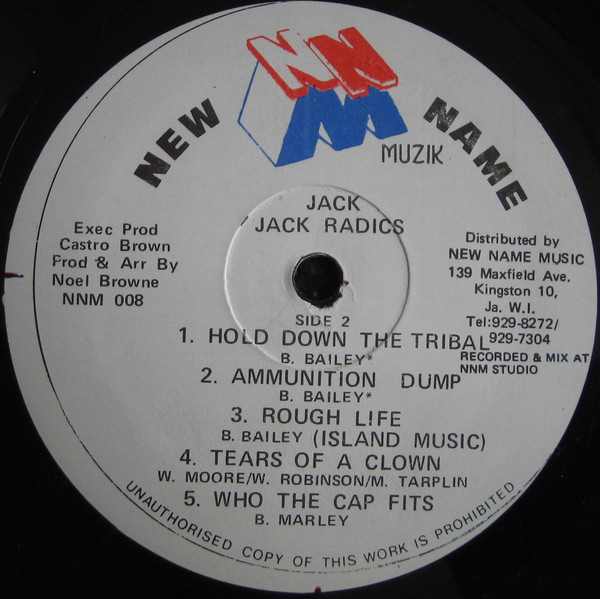 NNM
NEW NAME
MUZIK
JACK
JACK RADICS
Exec Prod
Castro Brown
Prod & Arr By
Noel Browne
NNM 008
Distributed by
NEW NAME MUSIC
139 Maxfield Ave.
Kingston 10,
Ja. W.I.
Tel:929-8272/
929-7304
RECORDED & MIX AT
NNM STUDIO
SIDE 2
1. HOLD DOWN THE TRIBAL
B. BAILEY*
2. AMMUNITION DUMP
B. BAILEY*
3. ROUGH LIFE
B. BAILEY (ISLAND MUSIC)
4. TEARS OF A CLOWN
W. MOORE/W. ROBINSON/M. TARPLIN
5. WHO THE CAP FITS
B. MARLEY
UNAUTHORISED COPY OF THIS WORK IS PROHIBITED